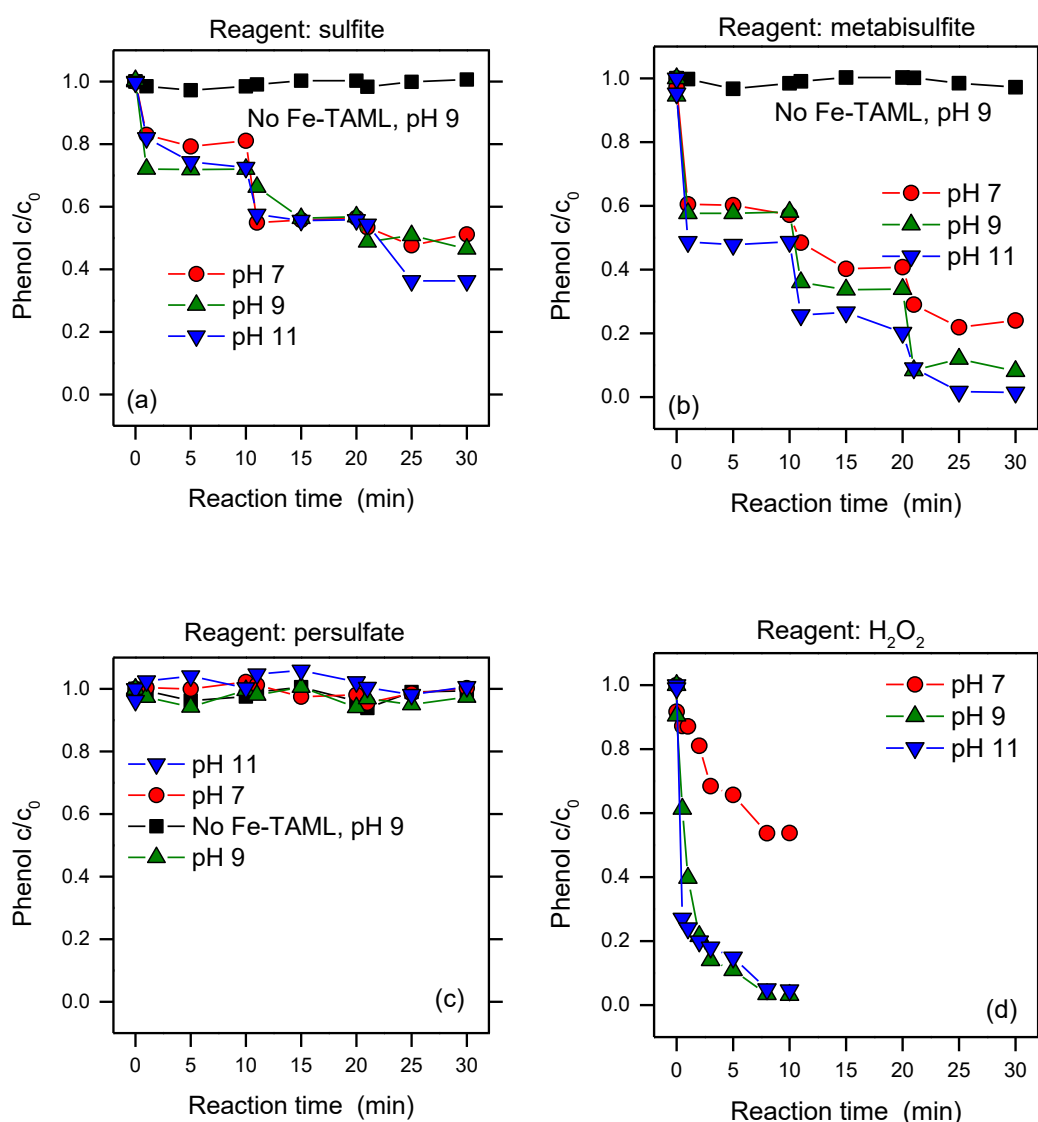 Reagent: sulfite
1.0
0.8
0.6
0.4
0.2
0.0
Phenol c/c₀
No Fe-TAML, pH 9
pH 7
pH 9
pH 11
(a)
0 5 10 15 20 25 30
Reaction time (min)
Reagent: metabisulfite
1.0
0.8
0.6
0.4
0.2
0.0
Phenol c/c₀
No Fe-TAML, pH 9
pH 7
pH 9
pH 11
(b)
0 5 10 15 20 25 30
Reaction time (min)
Reagent: persulfate
1.0
0.8
0.6
0.4
0.2
0.0
Phenol c/c₀
pH 11
pH 7
No Fe-TAML, pH 9
pH 9
(c)
0 5 10 15 20 25 30
Reaction time (min)
Reagent: H₂O₂
1.0
0.8
0.6
0.4
0.2
0.0
Phenol c/c₀
pH 7
pH 9
pH 11
(d)
0 5 10 15 20 25 30
Reaction time (min)